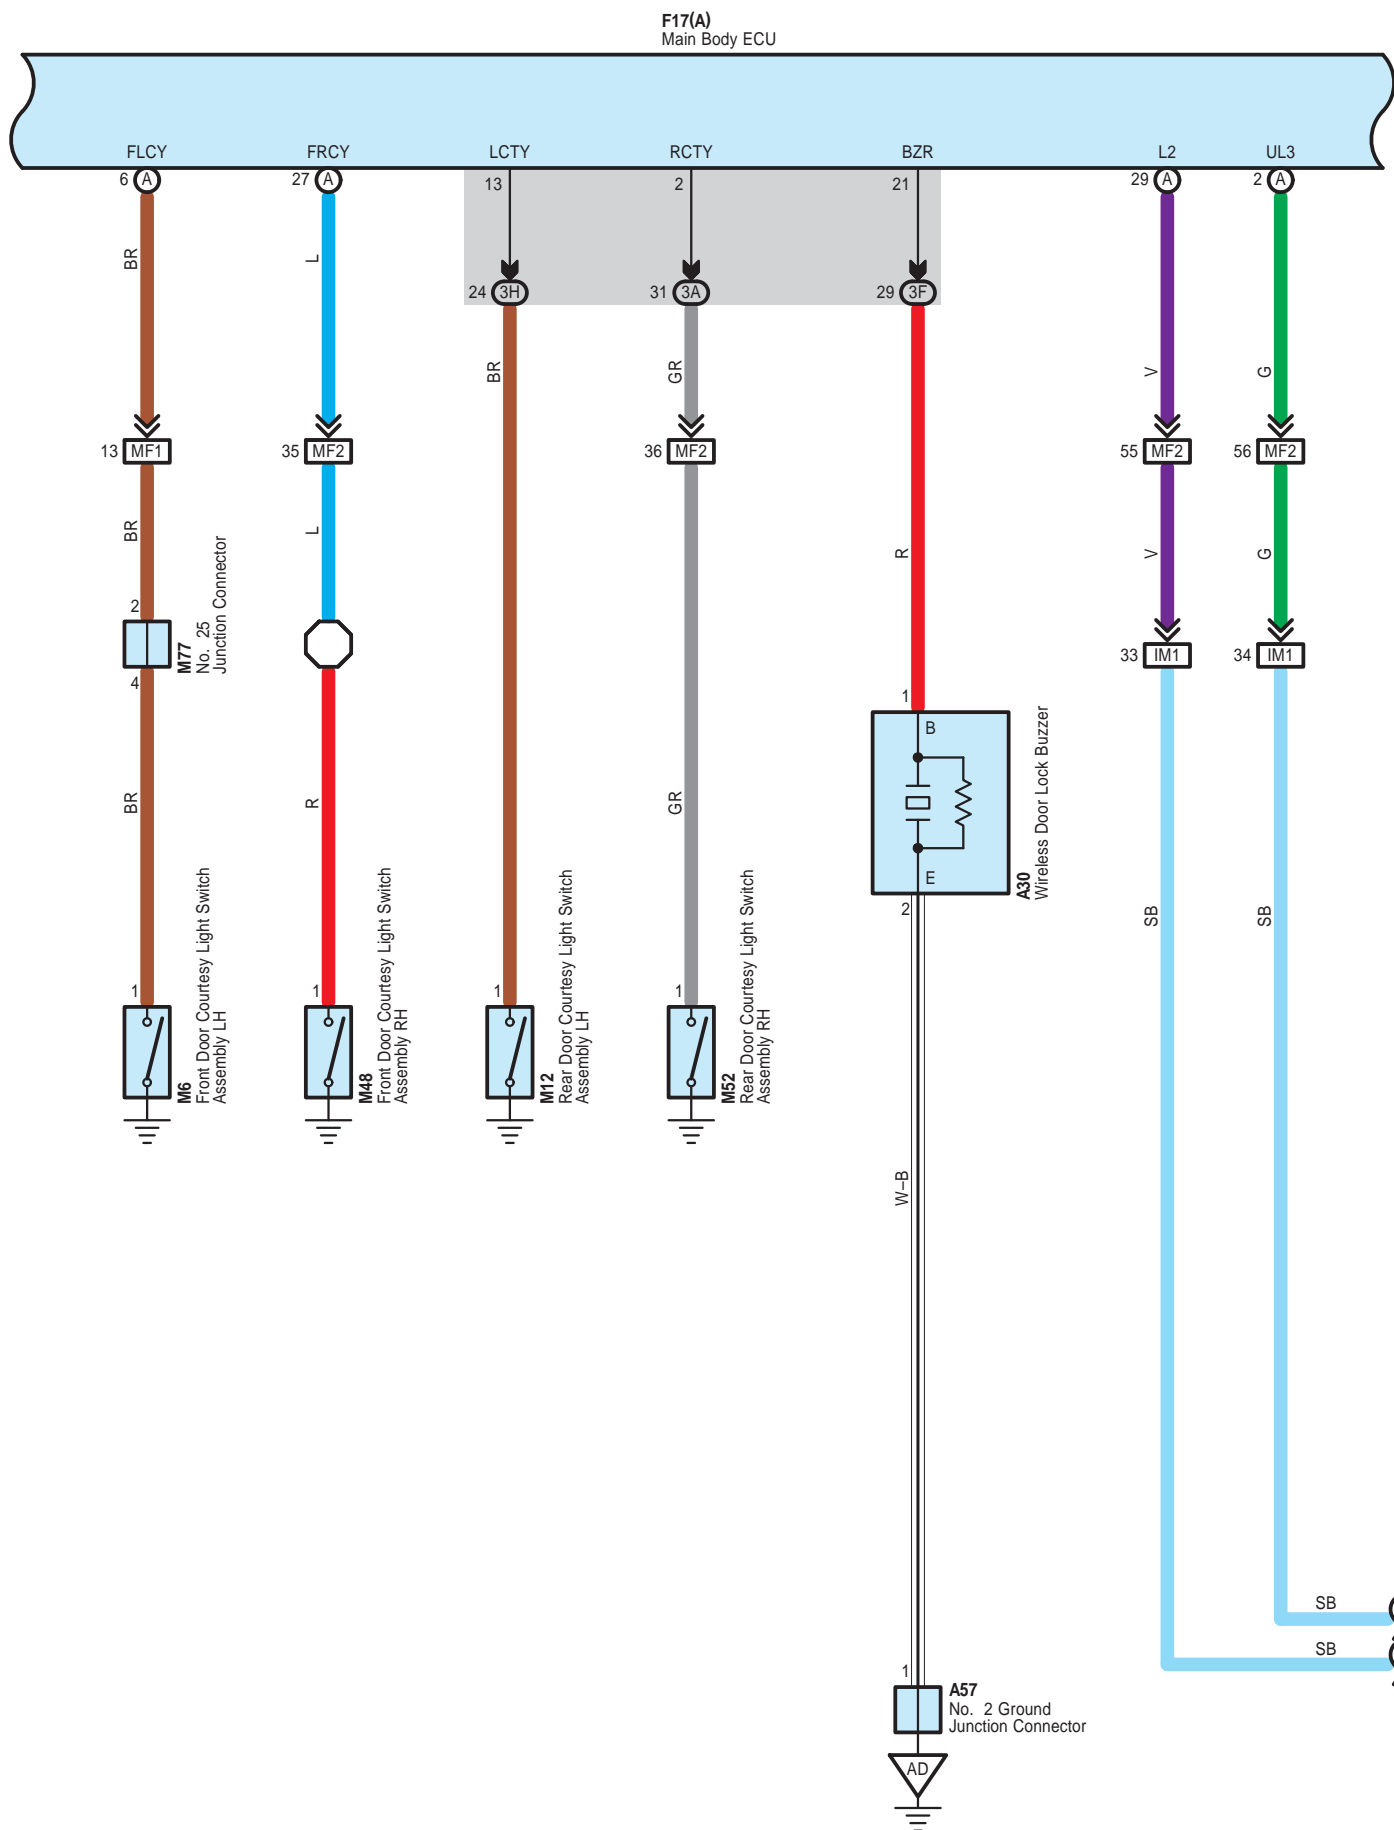 F17(A)
Main Body ECU
FLCY FRCY LCTY RCTY BZR L2 UL3
6 A 27 A 13 2 21 29 A 2 A
BR L
24 3H 31 3A 29 3F
BR GR V G
13 MF1 35 MF2 36 MF2 55 MF2 56 MF2
BR L R V G
2
M77
No. 25
Junction Connector
4
33 IM1 34 IM1
1
B
BR R GR
E
A30
Wireless Door Lock Buzzer
2
SB SB
1 1 1 1
M6
Front Door Courtesy Light Switch
Assembly LH
M48
Front Door Courtesy Light Switch
Assembly RH
M12
Rear Door Courtesy Light Switch
Assembly LH
M52
Rear Door Courtesy Light Switch
Assembly RH
W–B
SB
SB
1
A57
No. 2 Ground
Junction Connector
AD